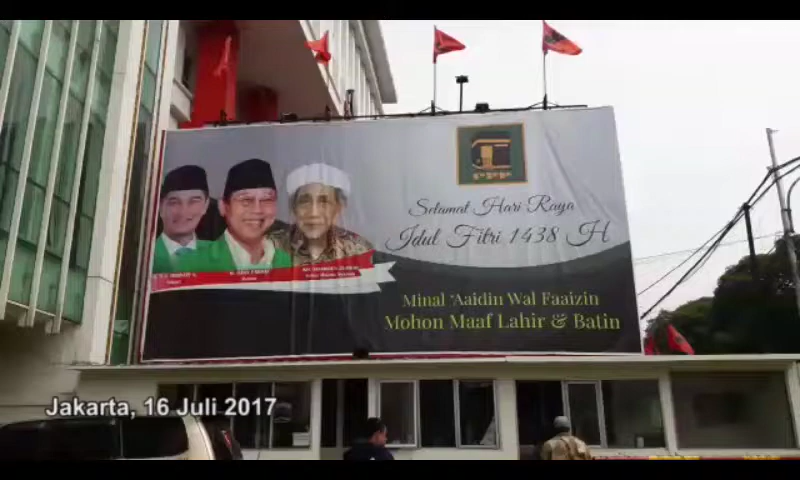 Selamat Hari Raya
Idul Fitri 1438 H
Minal 'Aaidin Wal Faaizin
Mohon Maaf Lahir & Batin
Jakarta, 16 Juli 2017